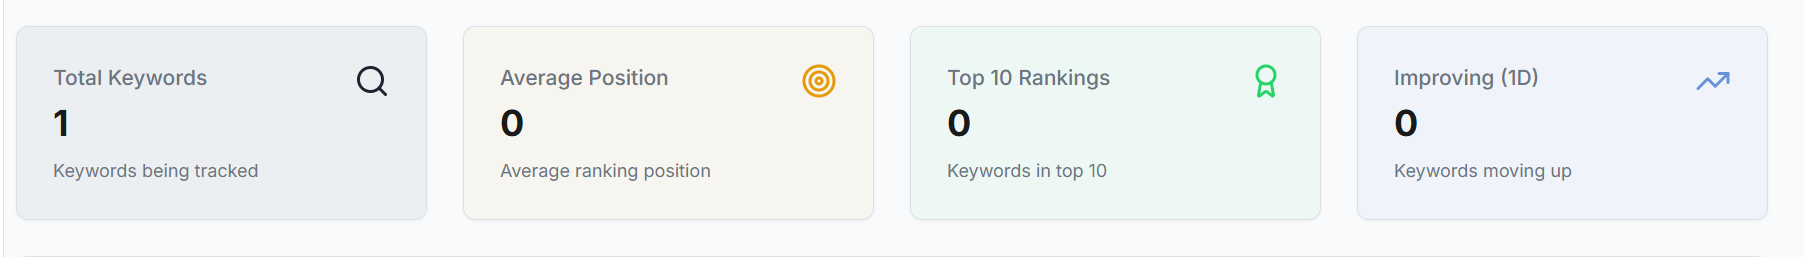 Total Keywords
1
Keywords being tracked
Average Position
0
Average ranking position
Top 10 Rankings
0
Keywords in top 10
Improving (1D)
0
Keywords moving up